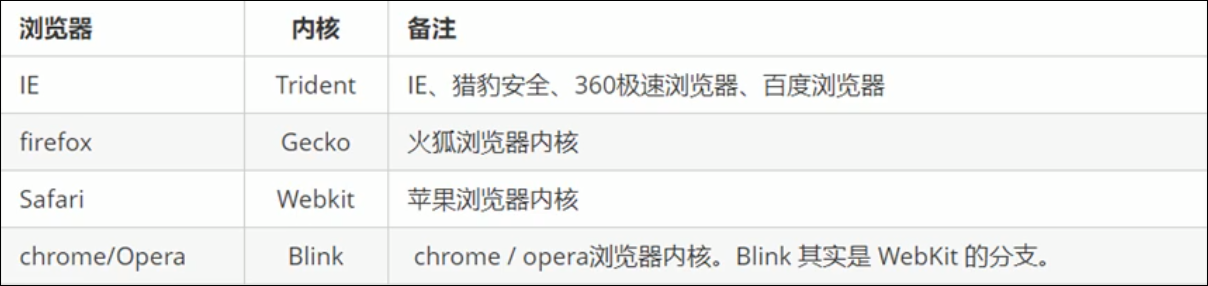 浏览器 内核 备注
IE Trident IE、猎豹安全、360极速浏览器、百度浏览器
firefox Gecko 火狐浏览器内核
Safari Webkit 苹果浏览器内核
chrome/Opera Blink chrome / opera浏览器内核。Blink 其实是 WebKit 的分支。